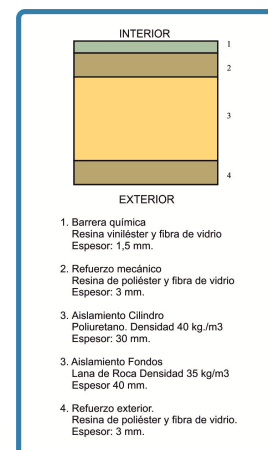 INTERIOR
1
2
3
4
EXTERIOR
1. Barrera química
Resina viniléster y fibra de vidrio
Espesor: 1,5 mm.
2. Refuerzo mecánico
Resina de poliéster y fibra de vidrio
Espesor: 3 mm.
3. Aislamiento Cilindro
Poliuretano. Densidad 40 kg./m3
Espesor: 30 mm.
3. Aislamiento Fondos
Lana de Roca Densidad 35 kg/m3
Espesor 40 mm.
4. Refuerzo exterior.
Resina de poliéster y fibra de vidrio.
Espesor: 3 mm.